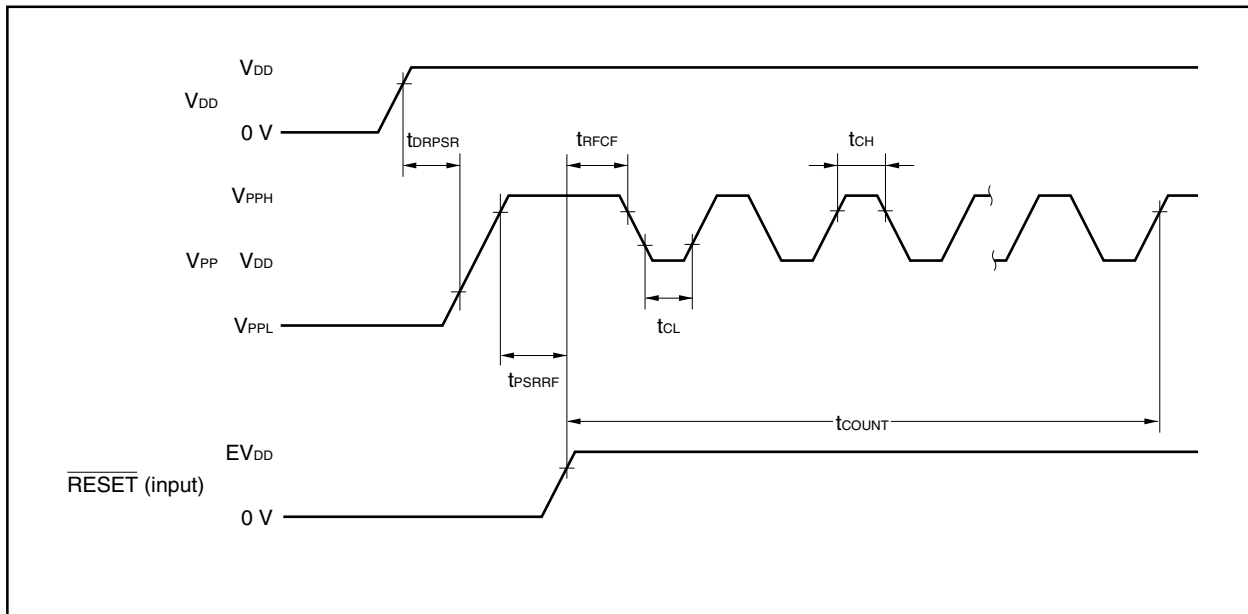 VDD
VDD
0 V
tDRPSR
tRFCF
tCH
VPPH
VPP VDD
VPPL
tCL
tPSRRF
tCOUNT
EVDD
RESET (input)
0 V